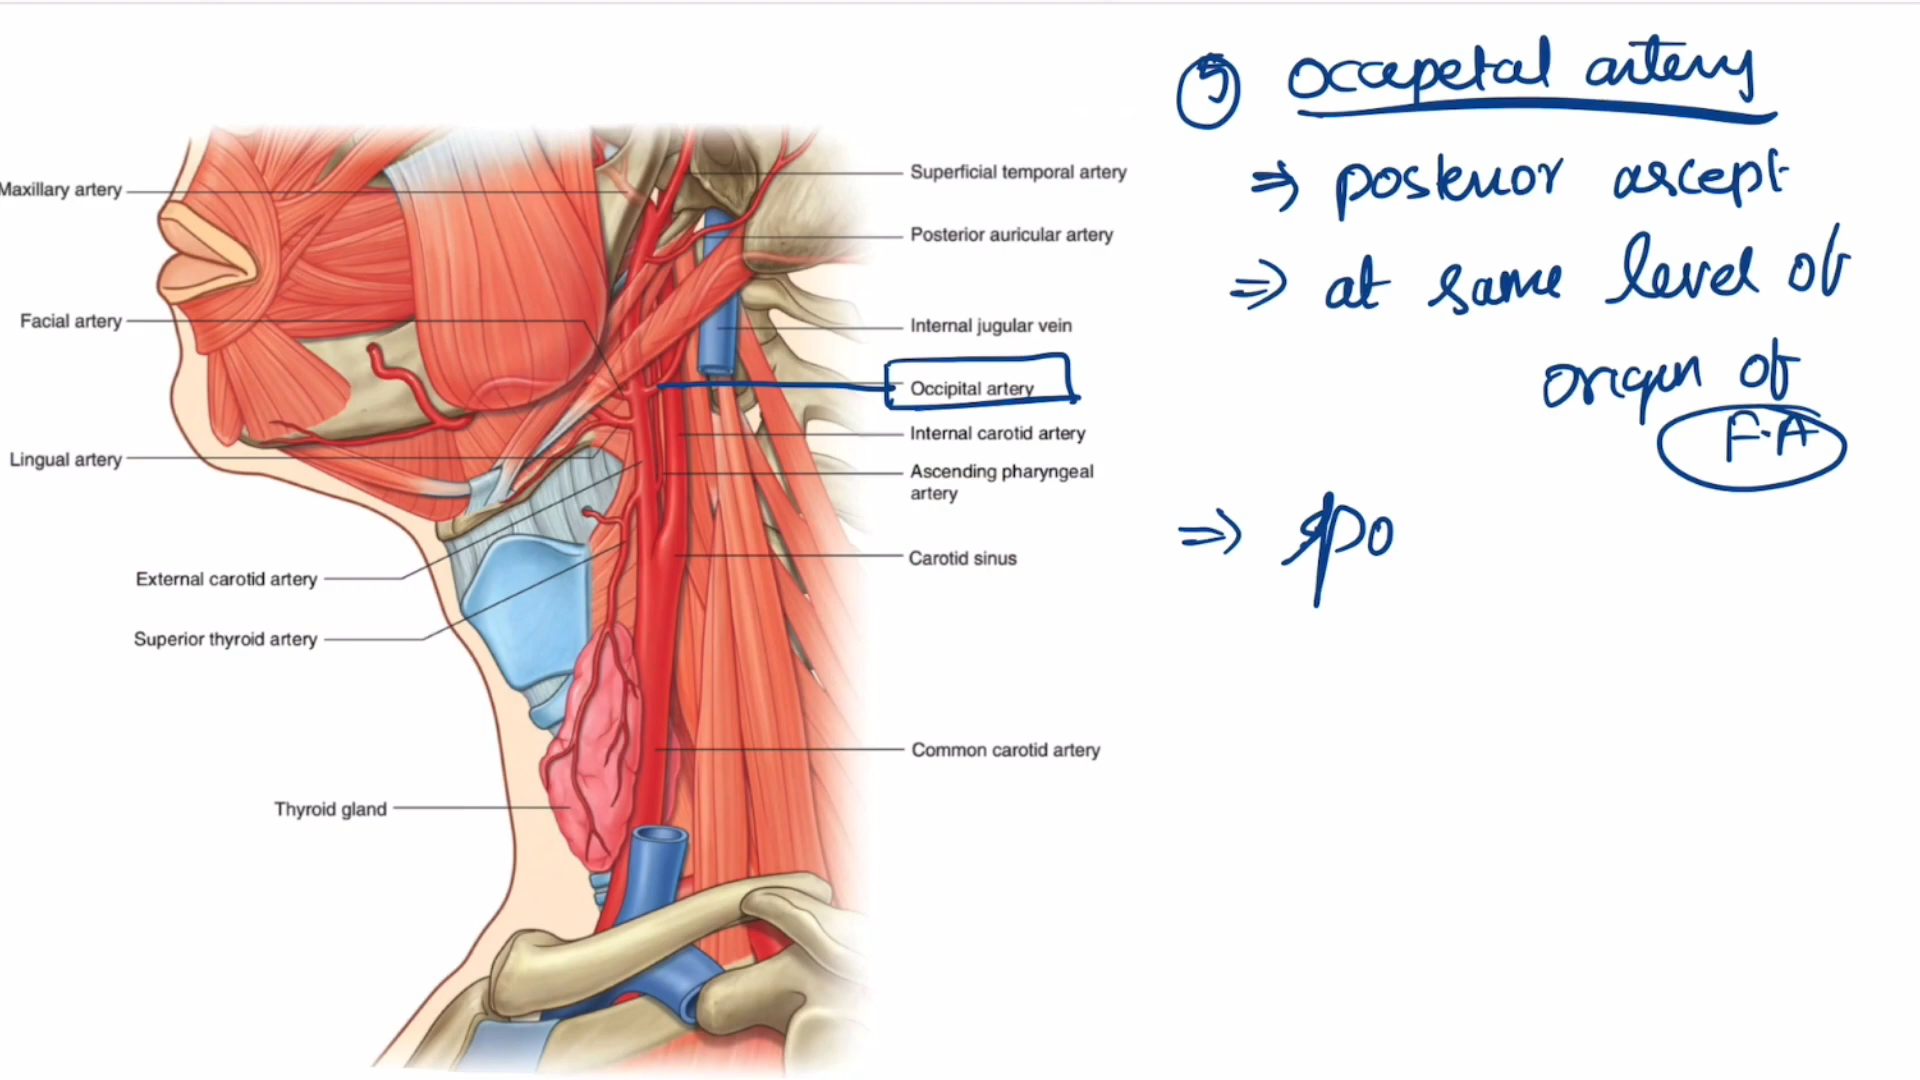 Maxillary artery
Facial artery
Lingual artery
External carotid artery
Superior thyroid artery
Thyroid gland
Superficial temporal artery
Posterior auricular artery
Internal jugular vein
Occipital artery
Internal carotid artery
Ascending pharyngeal
artery
Carotid sinus
Common carotid artery
5 occepetal artery
⇒ posterior ascept
⇒ at same level of
origin of
F.A
⇒